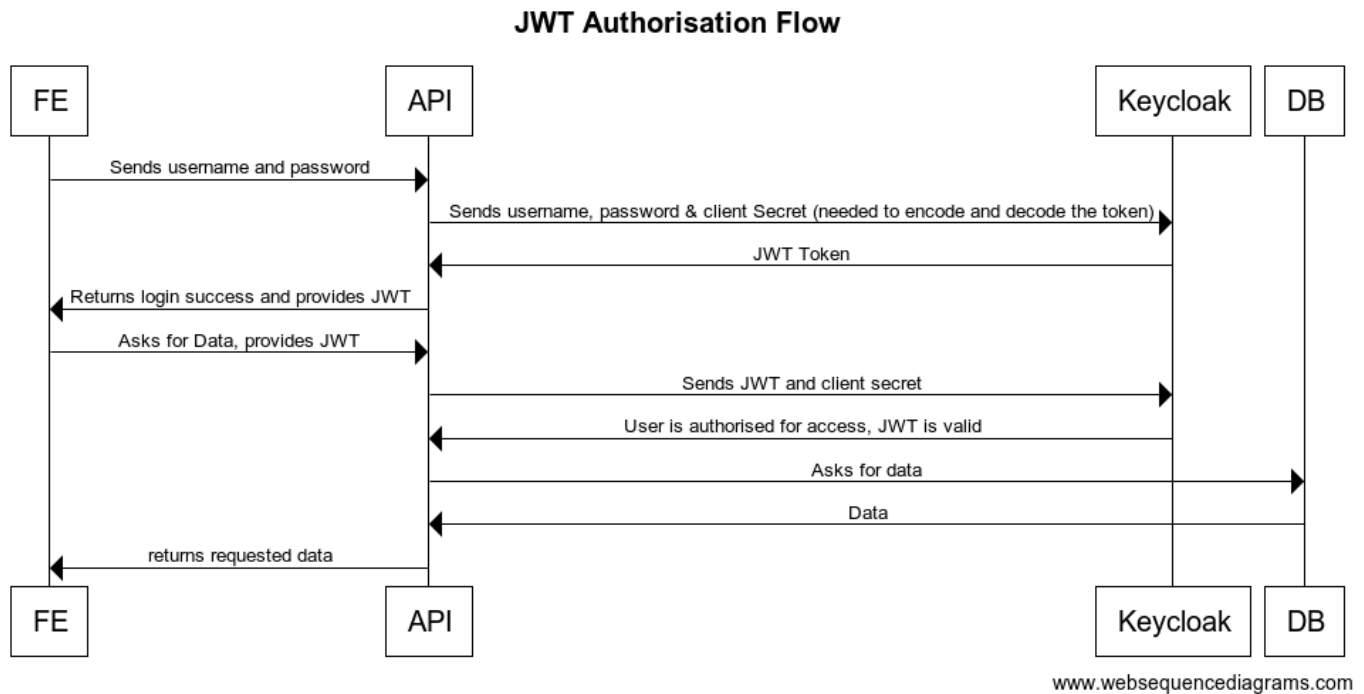 JWT Authorisation Flow
FE
API
Keycloak
DB
Sends username and password
Sends username, password & client Secret (needed to encode and decode the token)
JWT Token
Returns login success and provides JWT
Asks for Data, provides JWT
Sends JWT and client secret
User is authorised for access, JWT is valid
Asks for data
Data
returns requested data
FE
API
Keycloak
DB
www.websequencediagrams.com